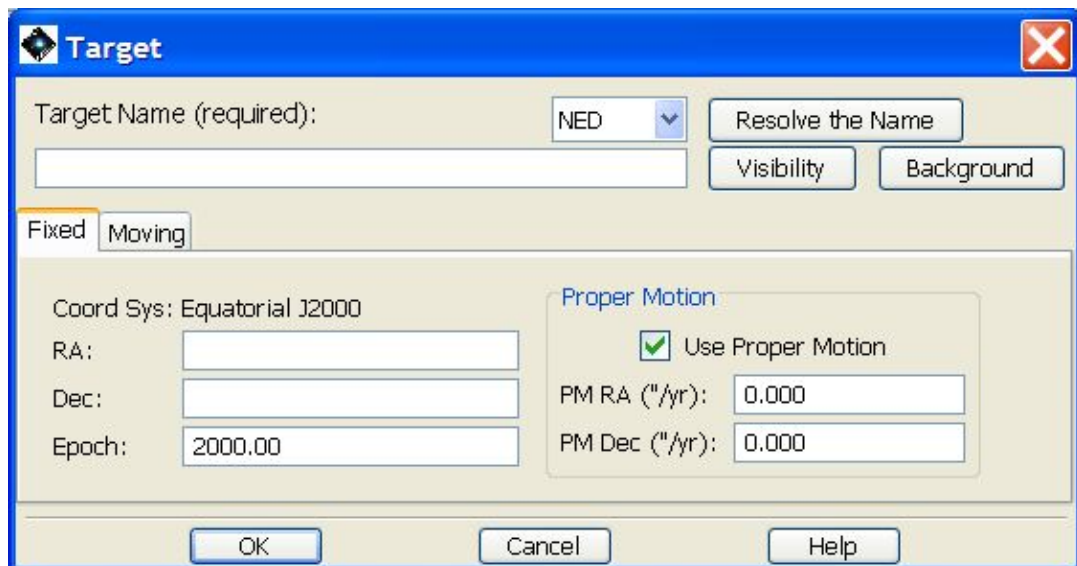 Target
Target Name (required):
NED
Resolve the Name
Visibility
Background
Fixed
Moving
Coord Sys: Equatorial J2000
RA:
Dec:
Epoch:
2000.00
Proper Motion
Use Proper Motion
PM RA ("/yr):
0.000
PM Dec ("/yr):
0.000
OK
Cancel
Help